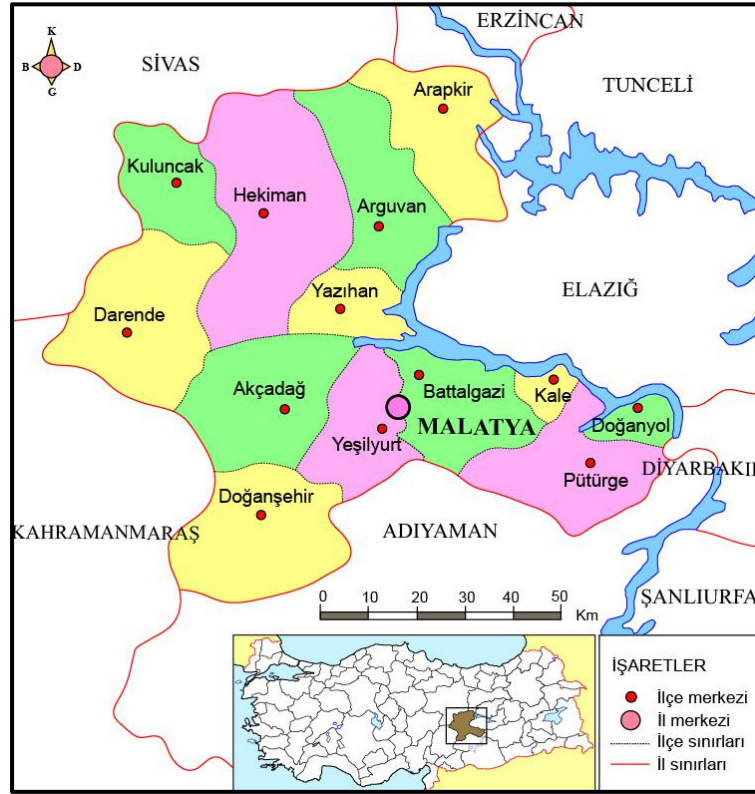 ERZİNCAN
K
B D
G
SİVAS
TUNCELİ
Arapkir
Kuluncak
Hekiman
Arguvan
ELAZIĞ
Yazıhan
Darende
Akçadağ
Battalgazi
Kale
MALATYA
Doğanyol
Yeşilyurt
Pütürge
DİYARBAKIR
Doğanşehir
KAHRAMANMARAŞ
ADIYAMAN
ŞANLIURFA
0 10 20 30 40 50
Km
İŞARETLER
İlçe merkezi
İl merkezi
İlçe sınırları
İl sınırları